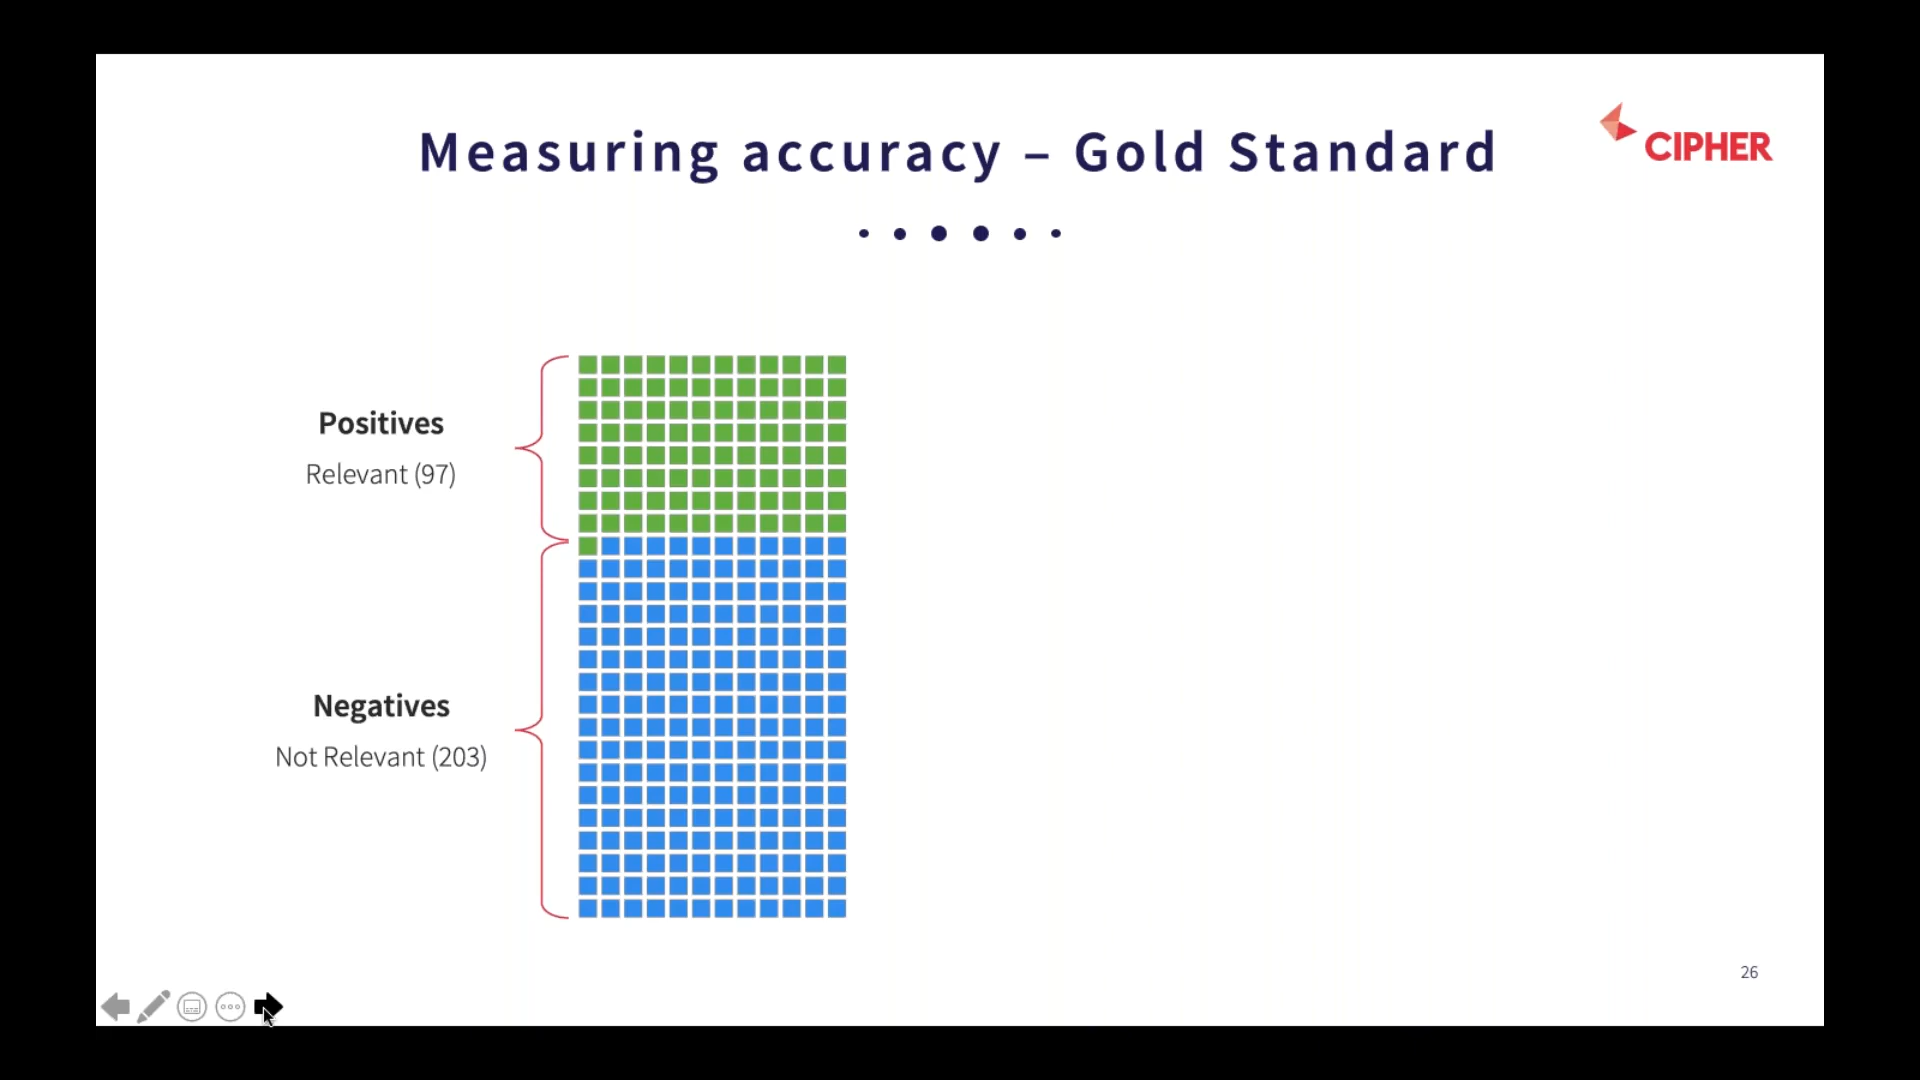 Measuring accuracy – Gold Standard
CIPHER
Positives
Relevant (97)
Negatives
Not Relevant (203)
26